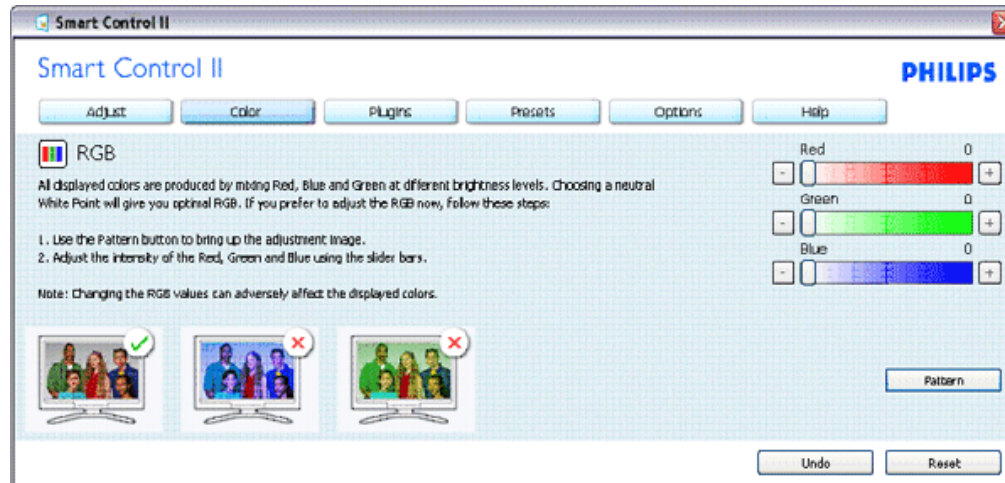 Smart Control II
Smart Control II
PHILIPS
Adjust Color Plugins Presets Options Help
RGB
All displayed colors are produced by mixing Red, Blue and Green at different brightness levels. Choosing a neutral
White Point will give you optimal RGB. If you prefer to adjust the RGB now, follow these steps:
1. Use the Pattern button to bring up the adjustment image.
2. Adjust the intensity of the Red, Green and Blue using the slider bars.
Note: Changing the RGB values can adversely affect the displayed colors.
Red 0
- +
Green 0
- +
Blue 0
- +
Pattern
Undo Reset